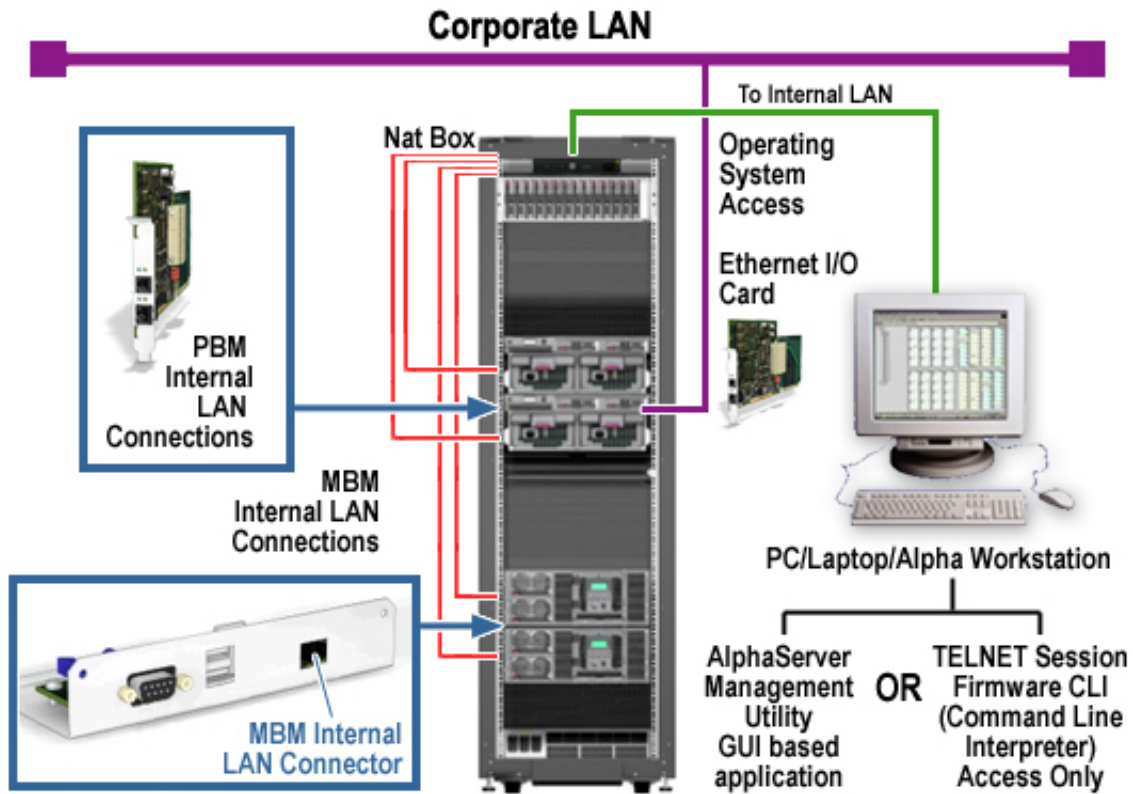 Corporate LAN
To Internal LAN
Nat Box
Operating
System
Access
Ethernet I/O
Card
PBM
Internal
LAN
Connections
MBM
Internal LAN
Connections
PC/Laptop/Alpha Workstation
MBM Internal
LAN Connector
AlphaServer
Management
Utility
GUI based
application
OR
TELNET Session
Firmware CLI
(Command Line
Interpreter)
Access Only